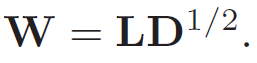 W = LD^{1/2}.